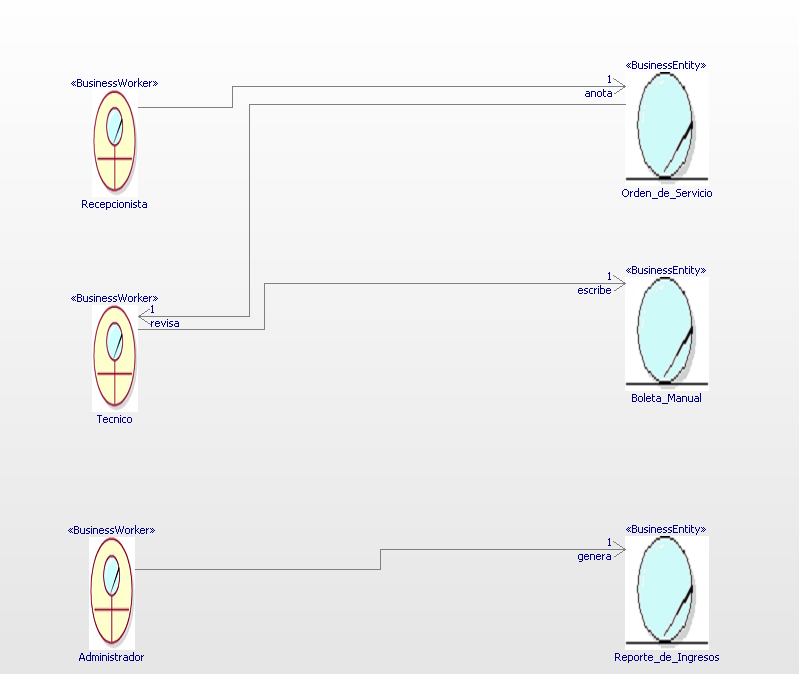 «BusinessEntity»
«BusinessWorker»
1
anota
Orden_de_Servicio
Recepcionista
«BusinessEntity»
1
escribe
«BusinessWorker»
1
revisa
Boleta_Manual
Tecnico
«BusinessWorker»
«BusinessEntity»
1
genera
Administrador
Reporte_de_Ingresos